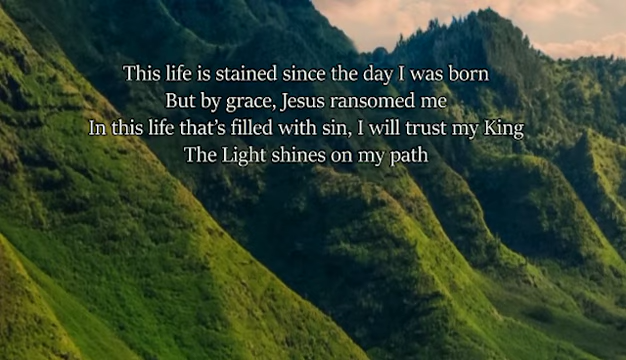 This life is stained since the day I was born
But by grace, Jesus ransomed me
In this life that’s filled with sin, I will trust my King
The Light shines on my path